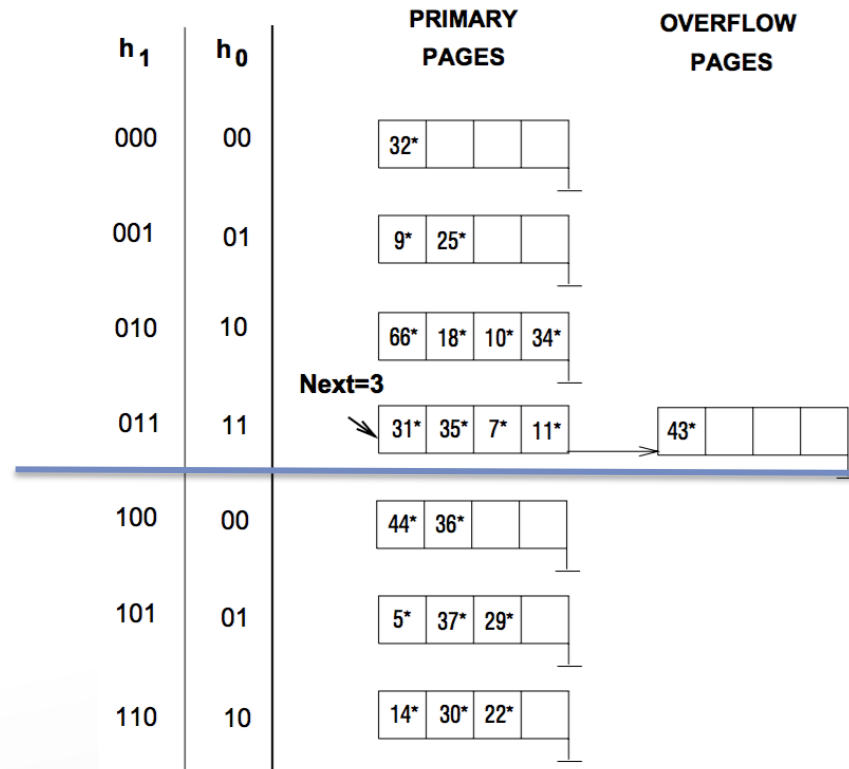 PRIMARY PAGES
OVERFLOW PAGES
h1 h0
000 00 32*
001 01 9* 25*
010 10 66* 18* 10* 34*
Next=3
011 11 31* 35* 7* 11* 43*
100 00 44* 36*
101 01 5* 37* 29*
110 10 14* 30* 22*